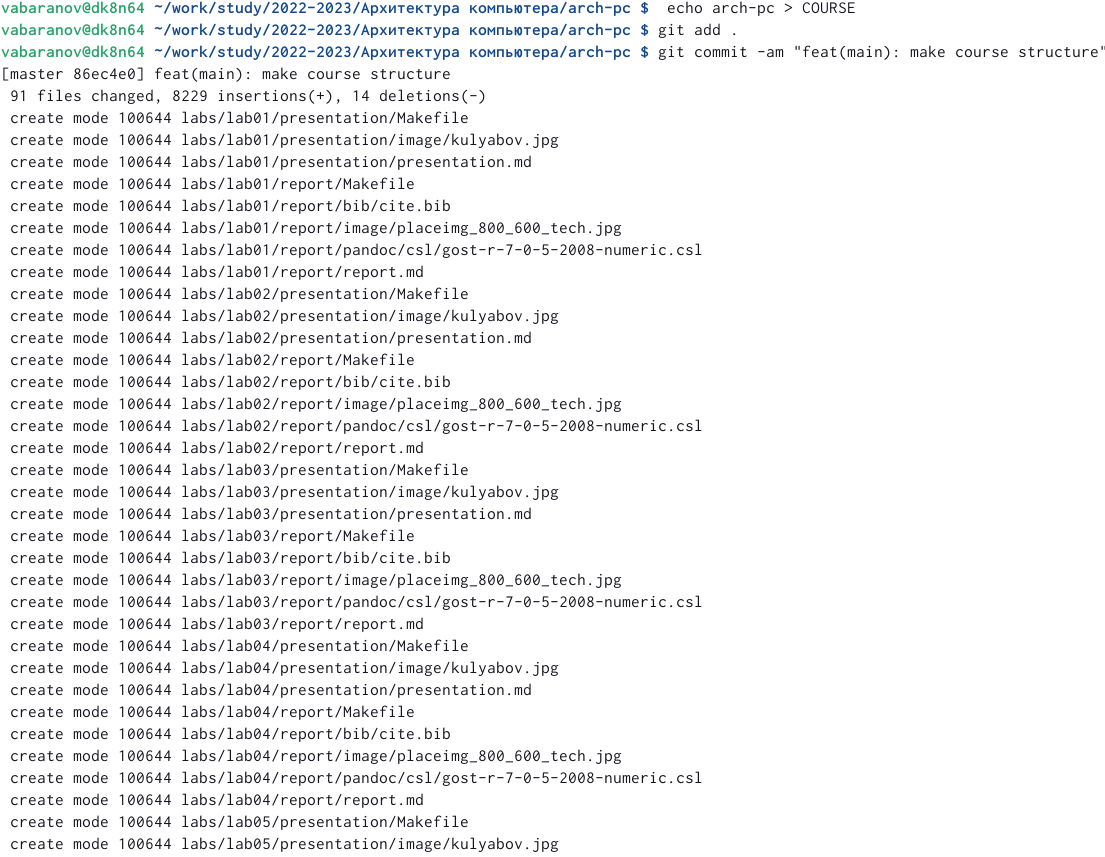 vabaranov@dk8n64 ~/work/study/2022-2023/Архитектура компьютера/arch-pc $  echo arch-pc > COURSE
vabaranov@dk8n64 ~/work/study/2022-2023/Архитектура компьютера/arch-pc $ git add .
vabaranov@dk8n64 ~/work/study/2022-2023/Архитектура компьютера/arch-pc $ git commit -am "feat(main): make course structure"
[master 86ec4e0] feat(main): make course structure
 91 files changed, 8229 insertions(+), 14 deletions(-)
 create mode 100644 labs/lab01/presentation/Makefile
 create mode 100644 labs/lab01/presentation/image/kulyabov.jpg
 create mode 100644 labs/lab01/presentation/presentation.md
 create mode 100644 labs/lab01/report/Makefile
 create mode 100644 labs/lab01/report/bib/cite.bib
 create mode 100644 labs/lab01/report/image/placeimg_800_600_tech.jpg
 create mode 100644 labs/lab01/report/pandoc/csl/gost-r-7-0-5-2008-numeric.csl
 create mode 100644 labs/lab01/report/report.md
 create mode 100644 labs/lab02/presentation/Makefile
 create mode 100644 labs/lab02/presentation/image/kulyabov.jpg
 create mode 100644 labs/lab02/presentation/presentation.md
 create mode 100644 labs/lab02/report/Makefile
 create mode 100644 labs/lab02/report/bib/cite.bib
 create mode 100644 labs/lab02/report/image/placeimg_800_600_tech.jpg
 create mode 100644 labs/lab02/report/pandoc/csl/gost-r-7-0-5-2008-numeric.csl
 create mode 100644 labs/lab02/report/report.md
 create mode 100644 labs/lab03/presentation/Makefile
 create mode 100644 labs/lab03/presentation/image/kulyabov.jpg
 create mode 100644 labs/lab03/presentation/presentation.md
 create mode 100644 labs/lab03/report/Makefile
 create mode 100644 labs/lab03/report/bib/cite.bib
 create mode 100644 labs/lab03/report/image/placeimg_800_600_tech.jpg
 create mode 100644 labs/lab03/report/pandoc/csl/gost-r-7-0-5-2008-numeric.csl
 create mode 100644 labs/lab03/report/report.md
 create mode 100644 labs/lab04/presentation/Makefile
 create mode 100644 labs/lab04/presentation/image/kulyabov.jpg
 create mode 100644 labs/lab04/presentation/presentation.md
 create mode 100644 labs/lab04/report/Makefile
 create mode 100644 labs/lab04/report/bib/cite.bib
 create mode 100644 labs/lab04/report/image/placeimg_800_600_tech.jpg
 create mode 100644 labs/lab04/report/pandoc/csl/gost-r-7-0-5-2008-numeric.csl
 create mode 100644 labs/lab04/report/report.md
 create mode 100644 labs/lab05/presentation/Makefile
 create mode 100644 labs/lab05/presentation/image/kulyabov.jpg